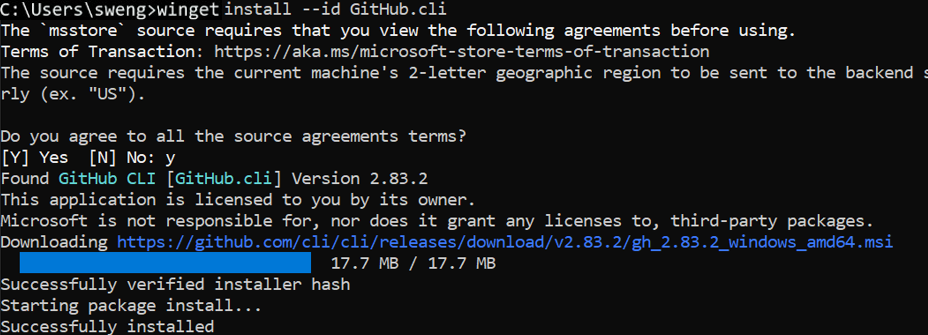 C:\Users\sweng>winget install --id GitHub.cli
The `msstore` source requires that you view the following agreements before using.
Terms of Transaction: https://aka.ms/microsoft-store-terms-of-transaction
The source requires the current machine's 2-letter geographic region to be sent to the backend s
rly (ex. "US").
Do you agree to all the source agreements terms?
[Y] Yes  [N] No: y
Found GitHub CLI [GitHub.cli] Version 2.83.2
This application is licensed to you by its owner.
Microsoft is not responsible for, nor does it grant any licenses to, third-party packages.
Downloading https://github.com/cli/cli/releases/download/v2.83.2/gh_2.83.2_windows_amd64.msi
17.7 MB / 17.7 MB
Successfully verified installer hash
Starting package install...
Successfully installed